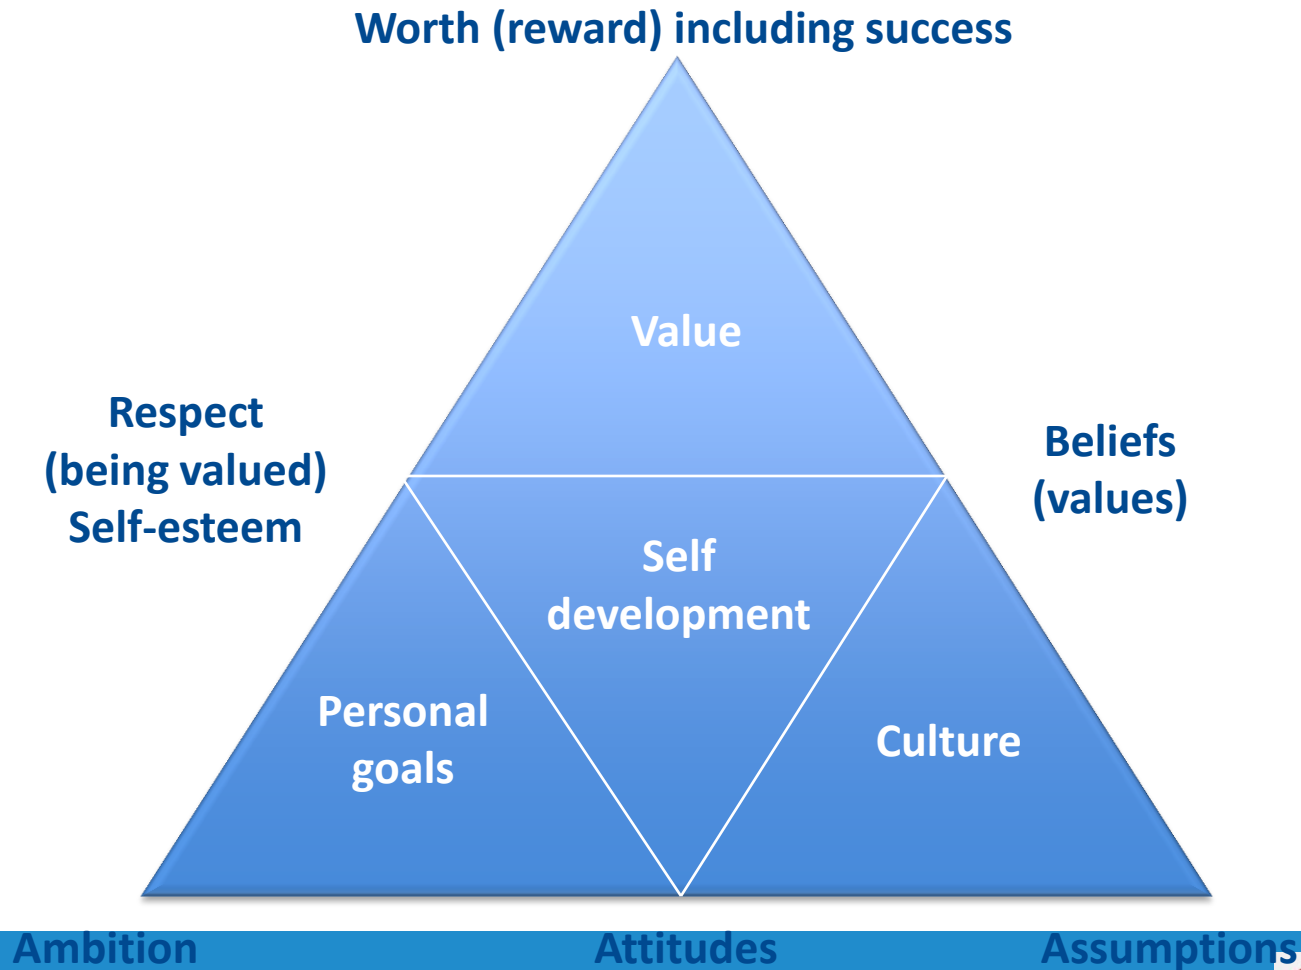 Worth (reward) including success
Value
Respect
(being valued)
Self-esteem
Beliefs
(values)
Self
development
Personal
goals
Culture
Ambition
Attitudes
Assumptions